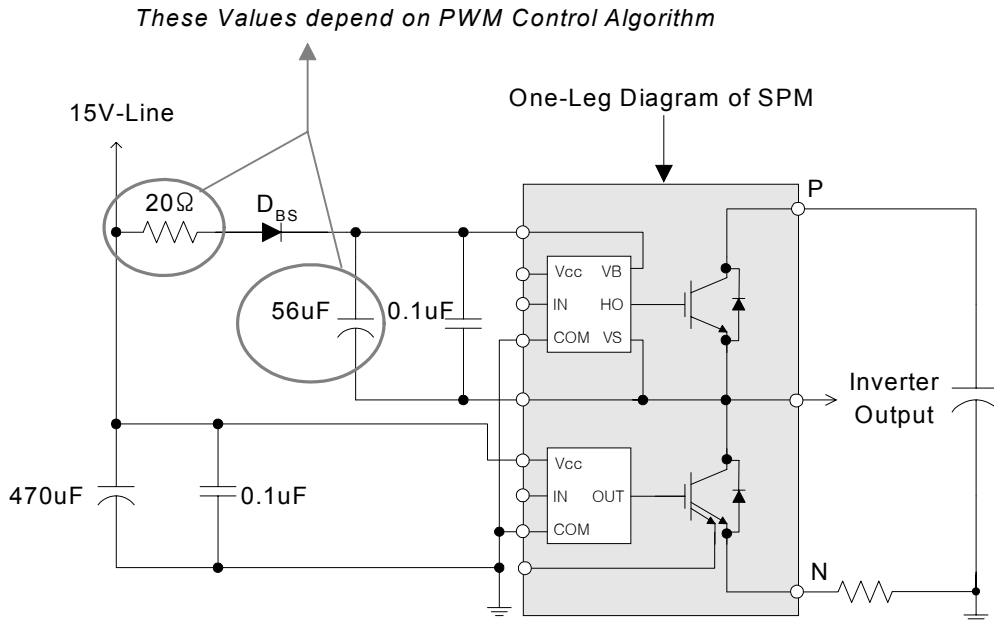 These Values depend on PWM Control Algorithm
One-Leg Diagram of SPM
15V-Line
P
20Ω
DBS
Vcc
VB
IN
HO
COM
VS
56uF
0.1uF
Inverter
Output
Vcc
IN
OUT
COM
470uF
0.1uF
N